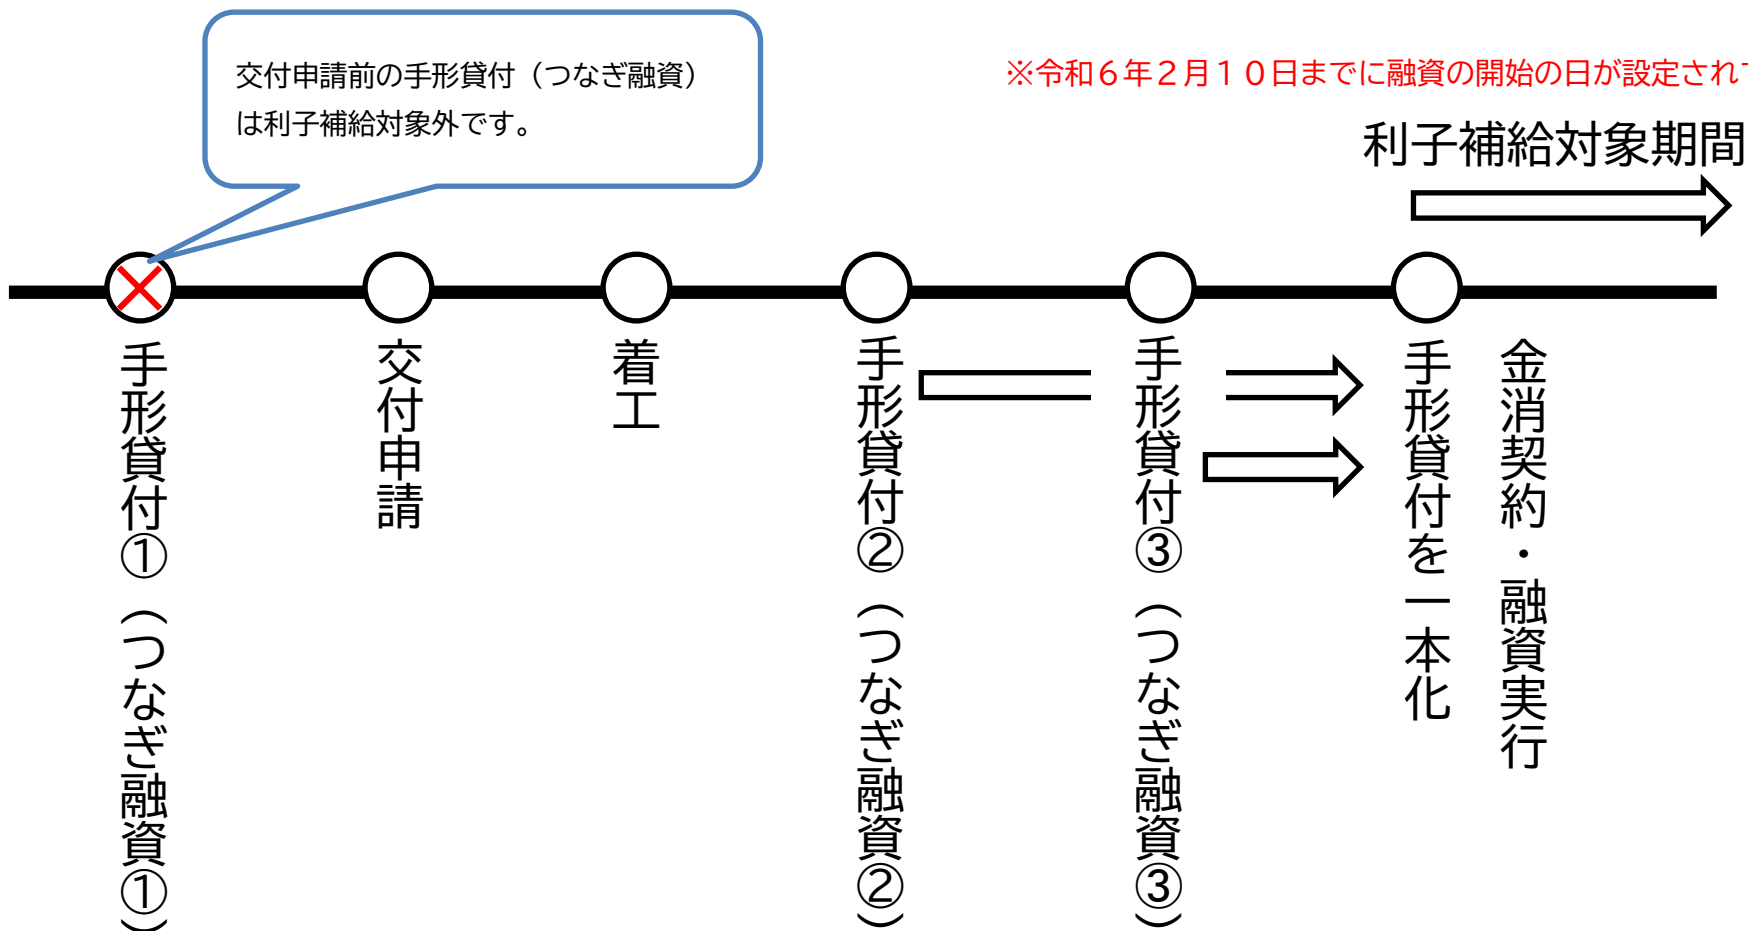 交付申請前の手形貸付（つなぎ融資）
は利子補給対象外です。
※令和６年２月１０日までに融資の開始の日が設定され
利子補給対象期間
手形貸付①（つなぎ融資①）
交付申請
着工
手形貸付②（つなぎ融資②）
手形貸付③（つなぎ融資③）
手形貸付を一本化
金消契約・融資実行